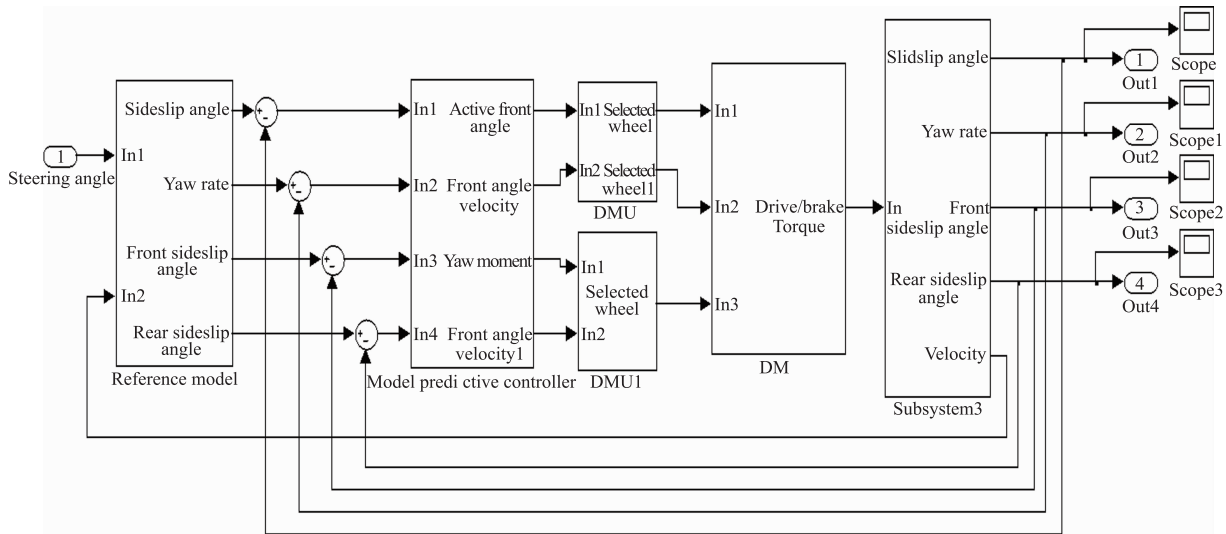 1
Steering angle
Sideslip angle
In1
Yaw rate
Front sideslip
angle
In2
Rear sideslip
angle
Reference model
+
-
+
-
+
-
+
-
In1
Active front
angle
In2
Front angle
velocity
In3
Yaw moment
In4
Front angle
velocity1
Model predi ctive controller
In1 Selected
wheel
In2 Selected
wheel1
DMU
In1
Selected
wheel
In2
DMU1
In1
In2
Drive/brake
Torque
In3
DM
Slidslip angle
Yaw rate
In Front
sideslip angle
Rear sideslip
angle
Velocity
Subsystem3
1
Out1
Scope
2
Out2
Scope1
3
Out3
Scope2
4
Out4
Scope3